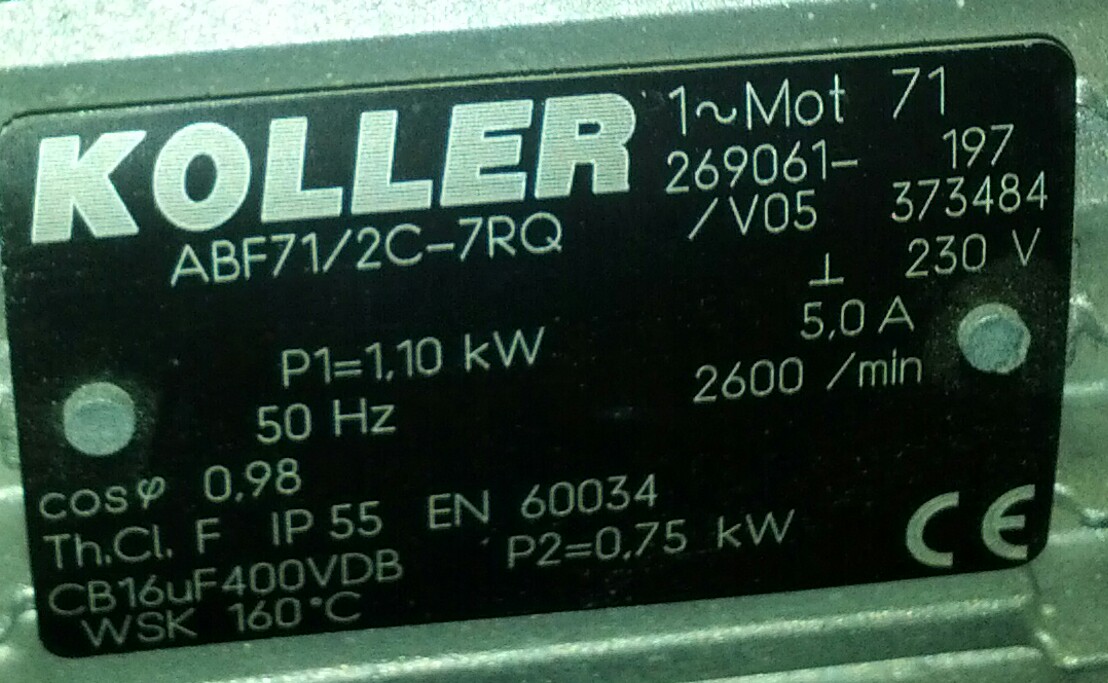 KOLLER
ABF71/2C-7RQ
1~Mot 71
269061- 197
/V05 373484
⊥ 230 V
5,0 A
P1=1,10 kW
2600 /min
50 Hz
cosφ 0,98
Th.Cl. F IP 55 EN 60034
CB16uF400VDB P2=0,75 kW
WSK 160°C
CE